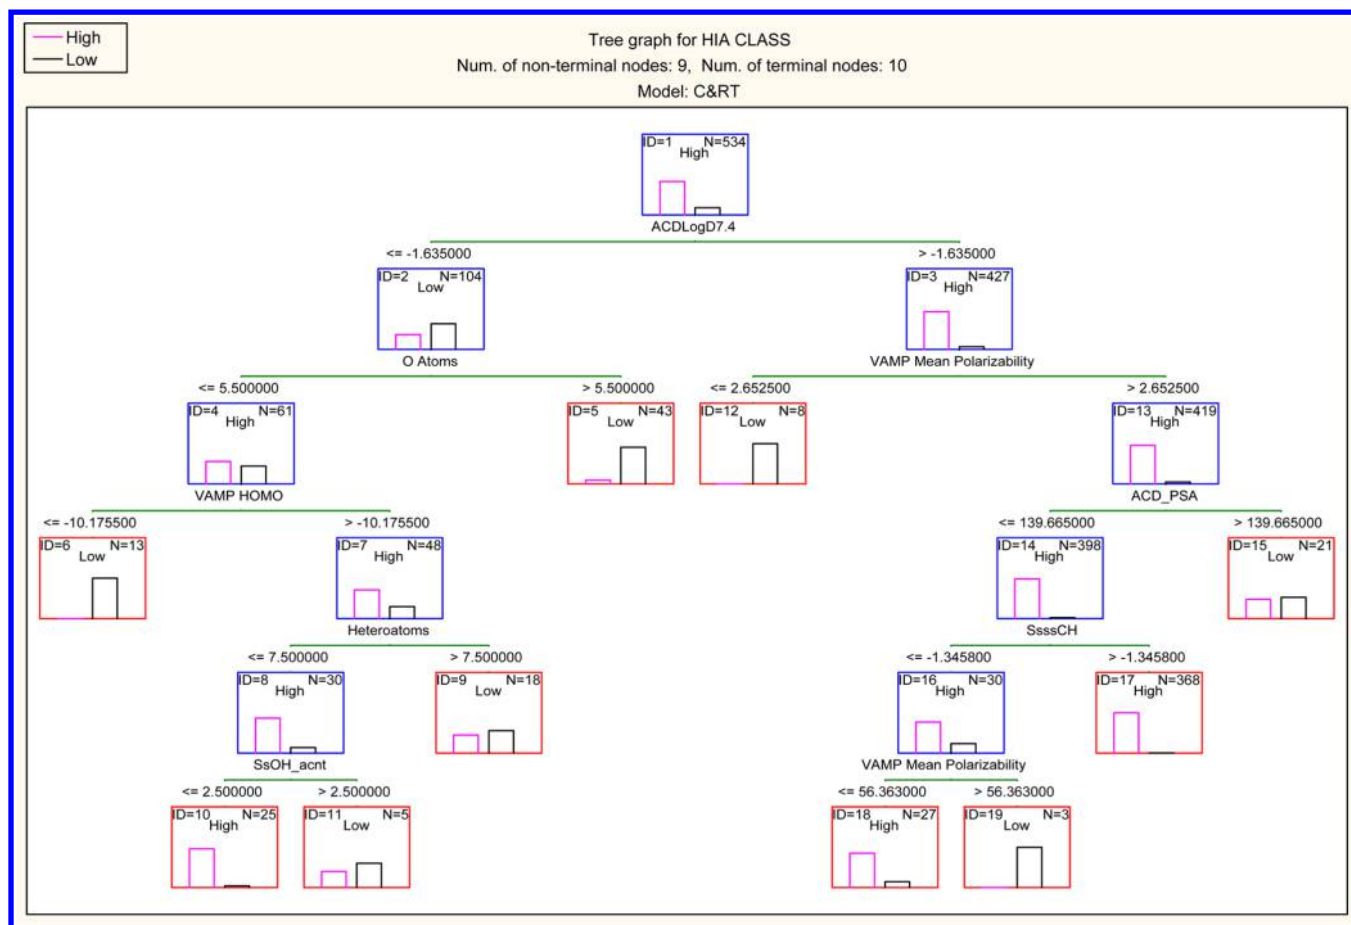 High
Low
Tree graph for HIA CLASS
Num. of non-terminal nodes: 9, Num. of terminal nodes: 10
Model: C&RT
ID=1 N=534
High
ACDLogD7.4
<= -1.635000 > -1.635000
ID=2 N=104 ID=3 N=427
Low High
O Atoms VAMP Mean Polarizability
<= 5.500000 > 5.500000 <= 2.652500 > 2.652500
ID=4 N=61 ID=5 N=43 ID=12 N=8 ID=13 N=419
High Low Low High
VAMP HOMO ACD_PSA
<= -10.175500 > -10.175500 <= 139.665000 > 139.665000
ID=6 N=13 ID=7 N=48 ID=14 N=398 ID=15 N=21
Low High High Low
Heteroatoms SsssCH
<= 7.500000 > 7.500000 <= -1.345800 > -1.345800
ID=8 N=30 ID=9 N=18 ID=16 N=30 ID=17 N=368
High Low High High
SsOH_acnt VAMP Mean Polarizability
<= 2.500000 > 2.500000 <= 56.363000 > 56.363000
ID=10 N=25 ID=11 N=5 ID=18 N=27 ID=19 N=3
High Low High Low